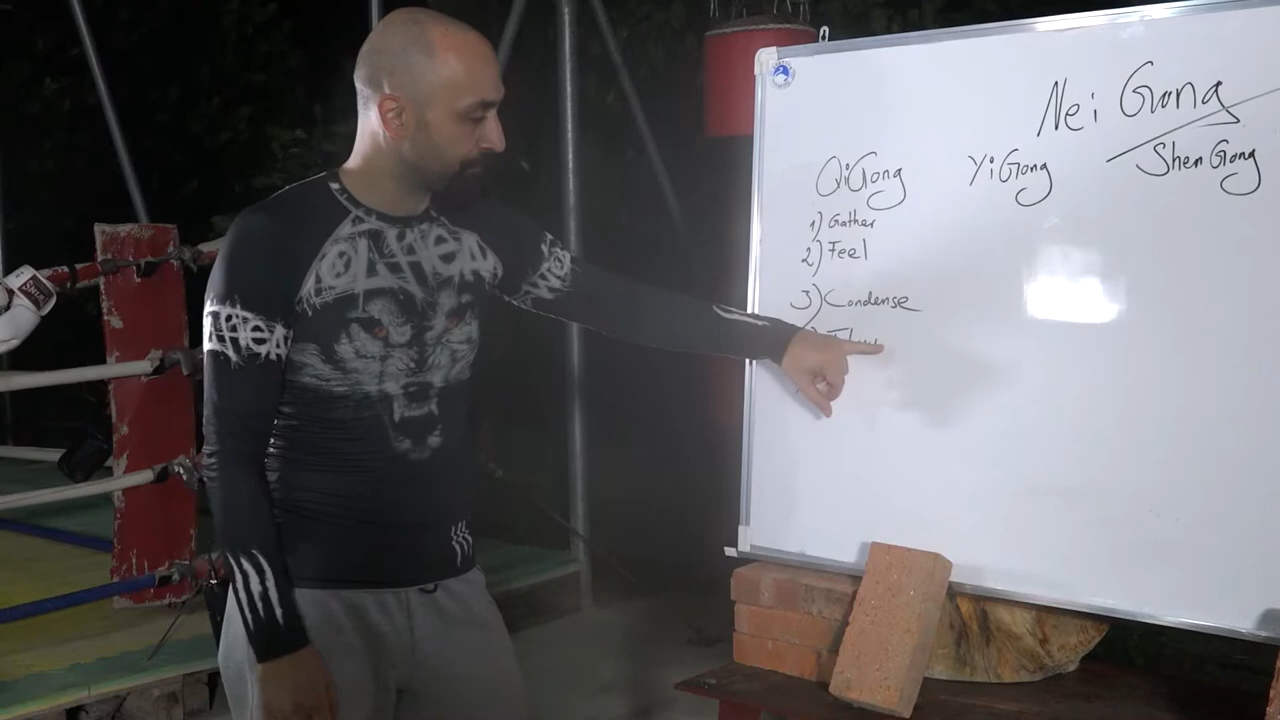 Nei Gong
QiGong YiGong ShenGong
1) Gather
2) Feel
3) Condense